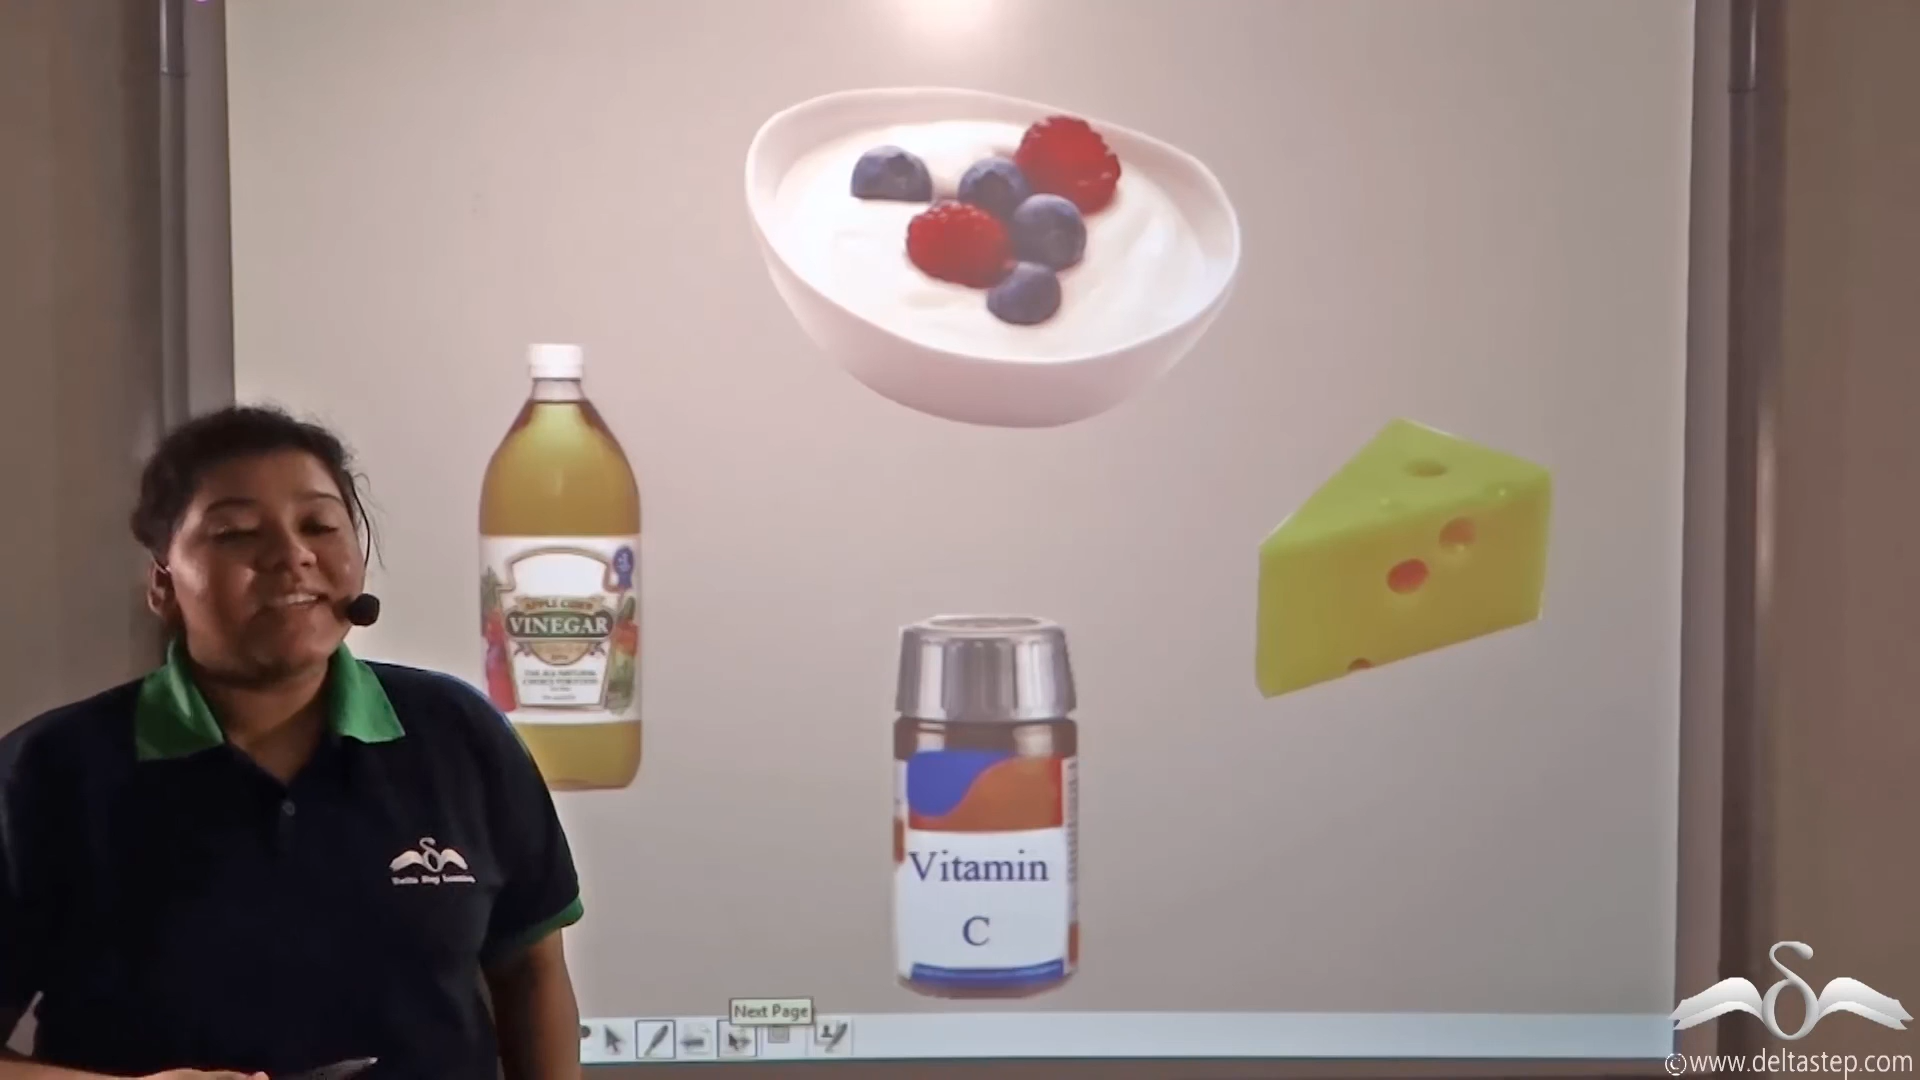 APPLE CIDER
VINEGAR
Vitamin
C
Next Page
©www.deltastep.com